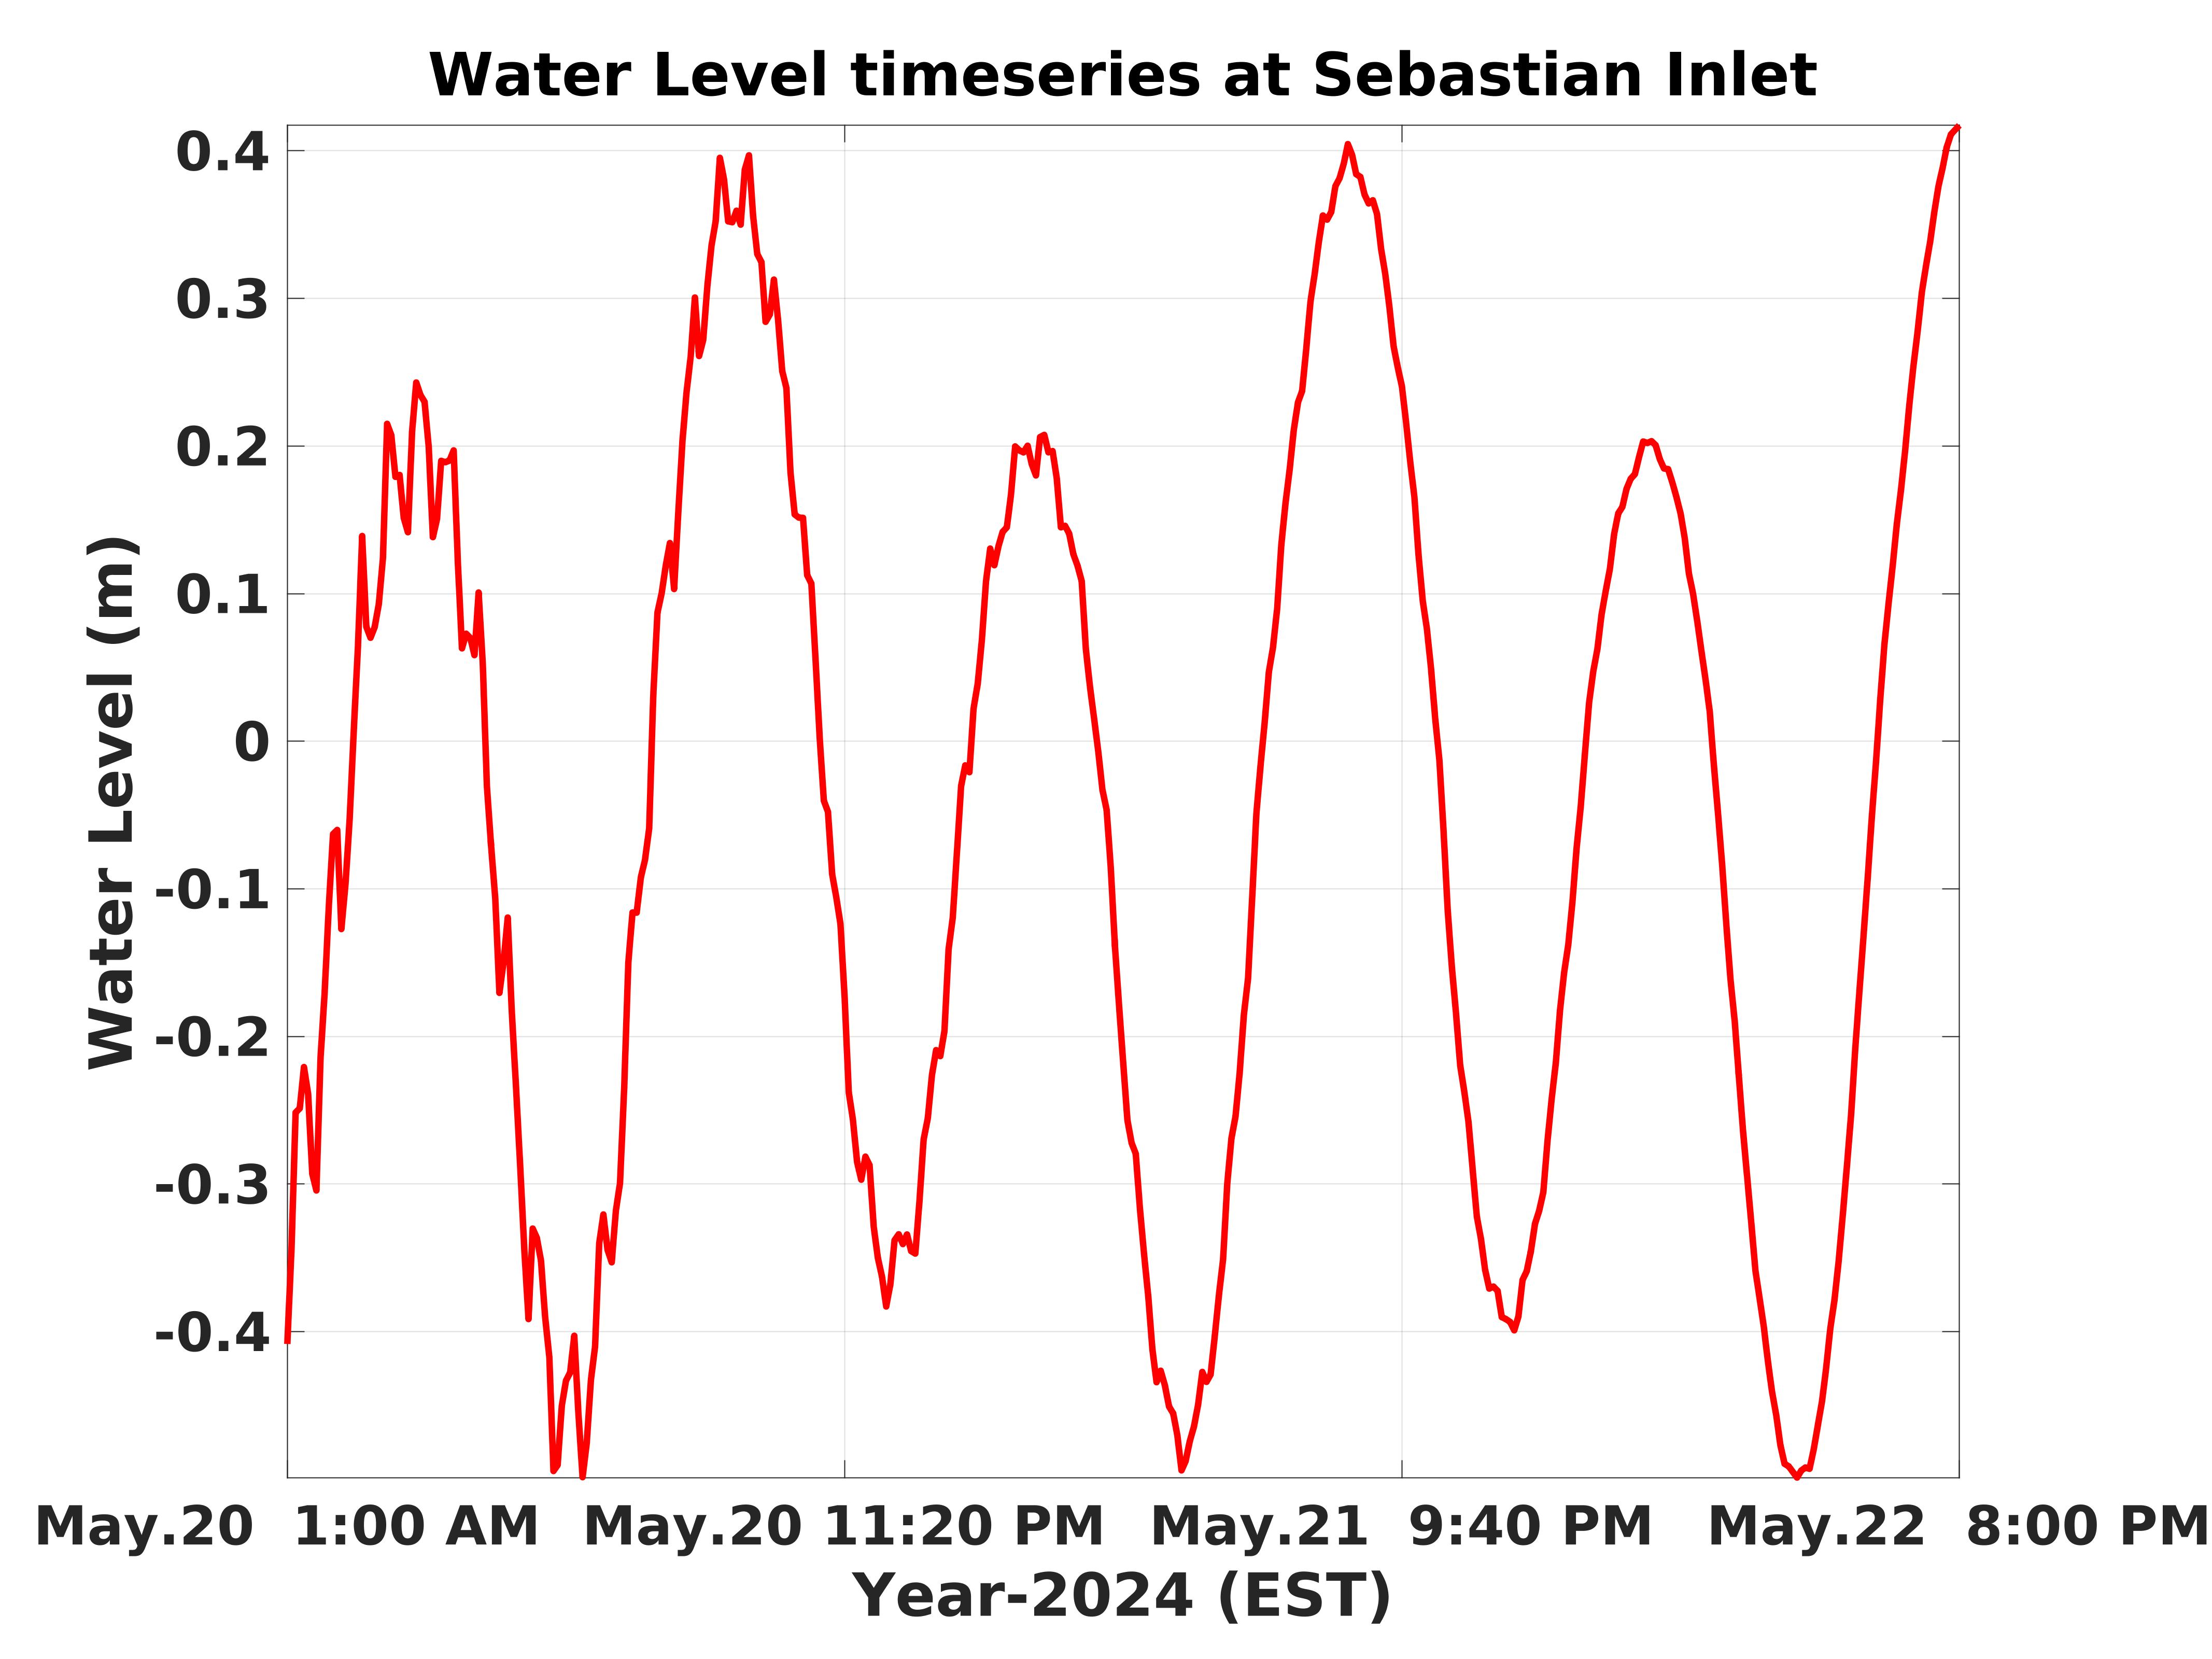 Water Level timeseries at Sebastian Inlet
0.4
0.3
0.2
0.1
0
-0.1
-0.2
-0.3
-0.4
Water Level (m)
May.20 1:00 AM May.20 11:20 PM May.21 9:40 PM May.22 8:00 PM
Year-2024 (EST)